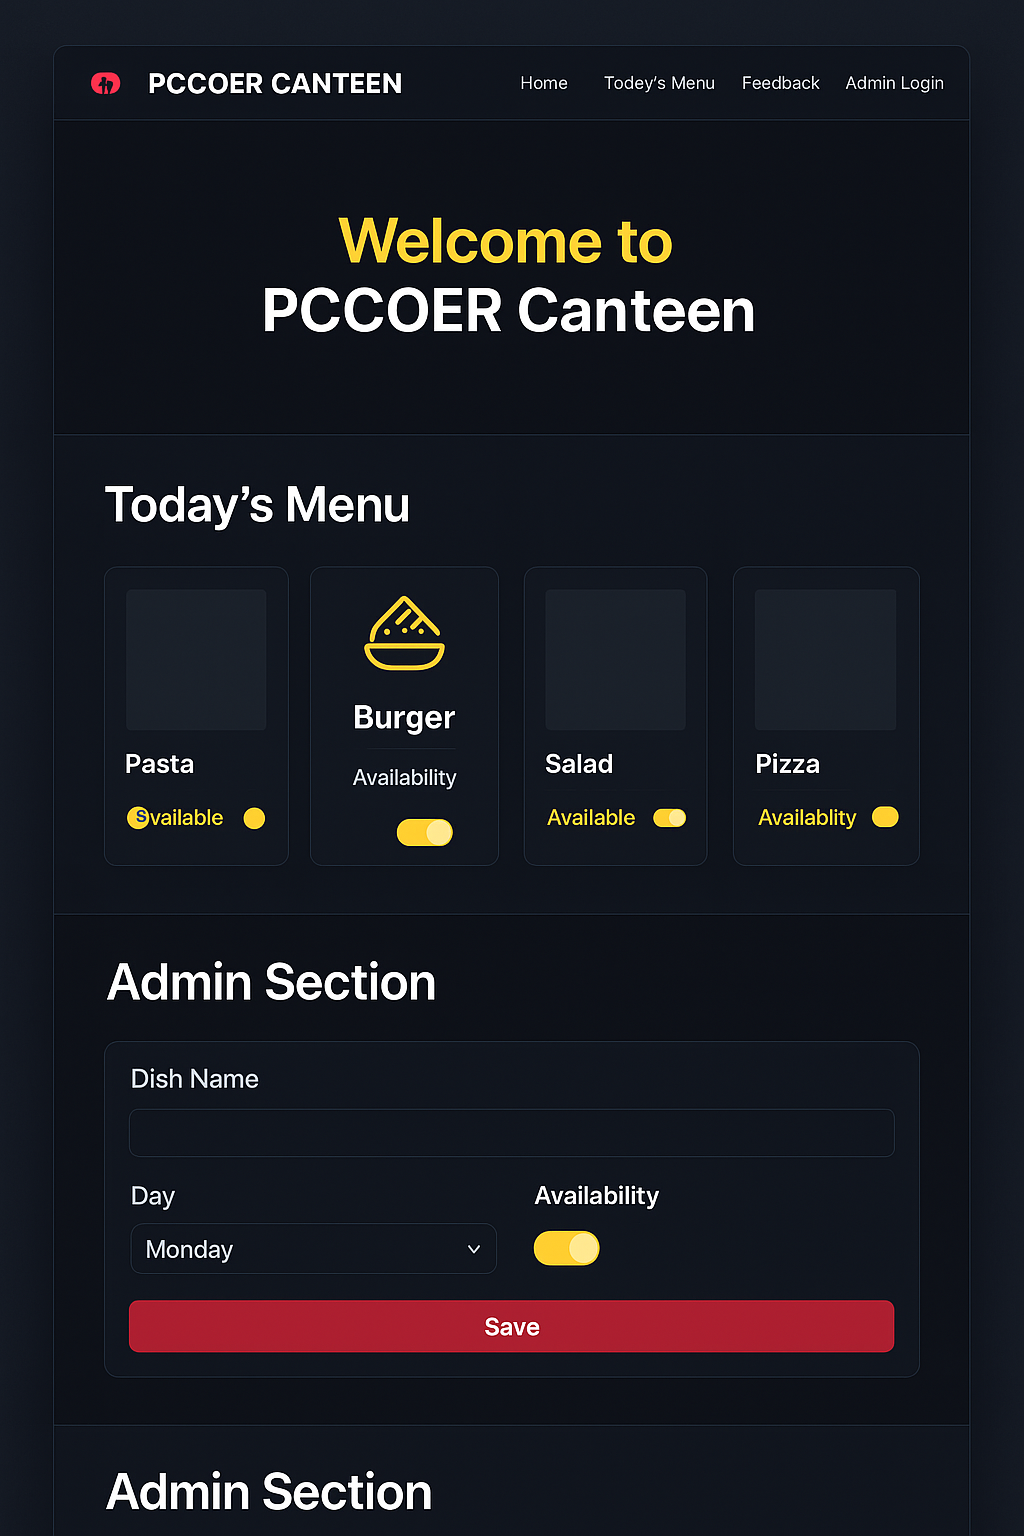 PCCOER CANTEEN
Home
Todey’s Menu
Feedback
Admin Login
Welcome to
PCCOER Canteen
Today’s Menu
Pasta
Svailable
Burger
Availability
Salad
Available
Pizza
Availablity
Admin Section
Dish Name
Day
Availability
Monday
Save
Admin Section